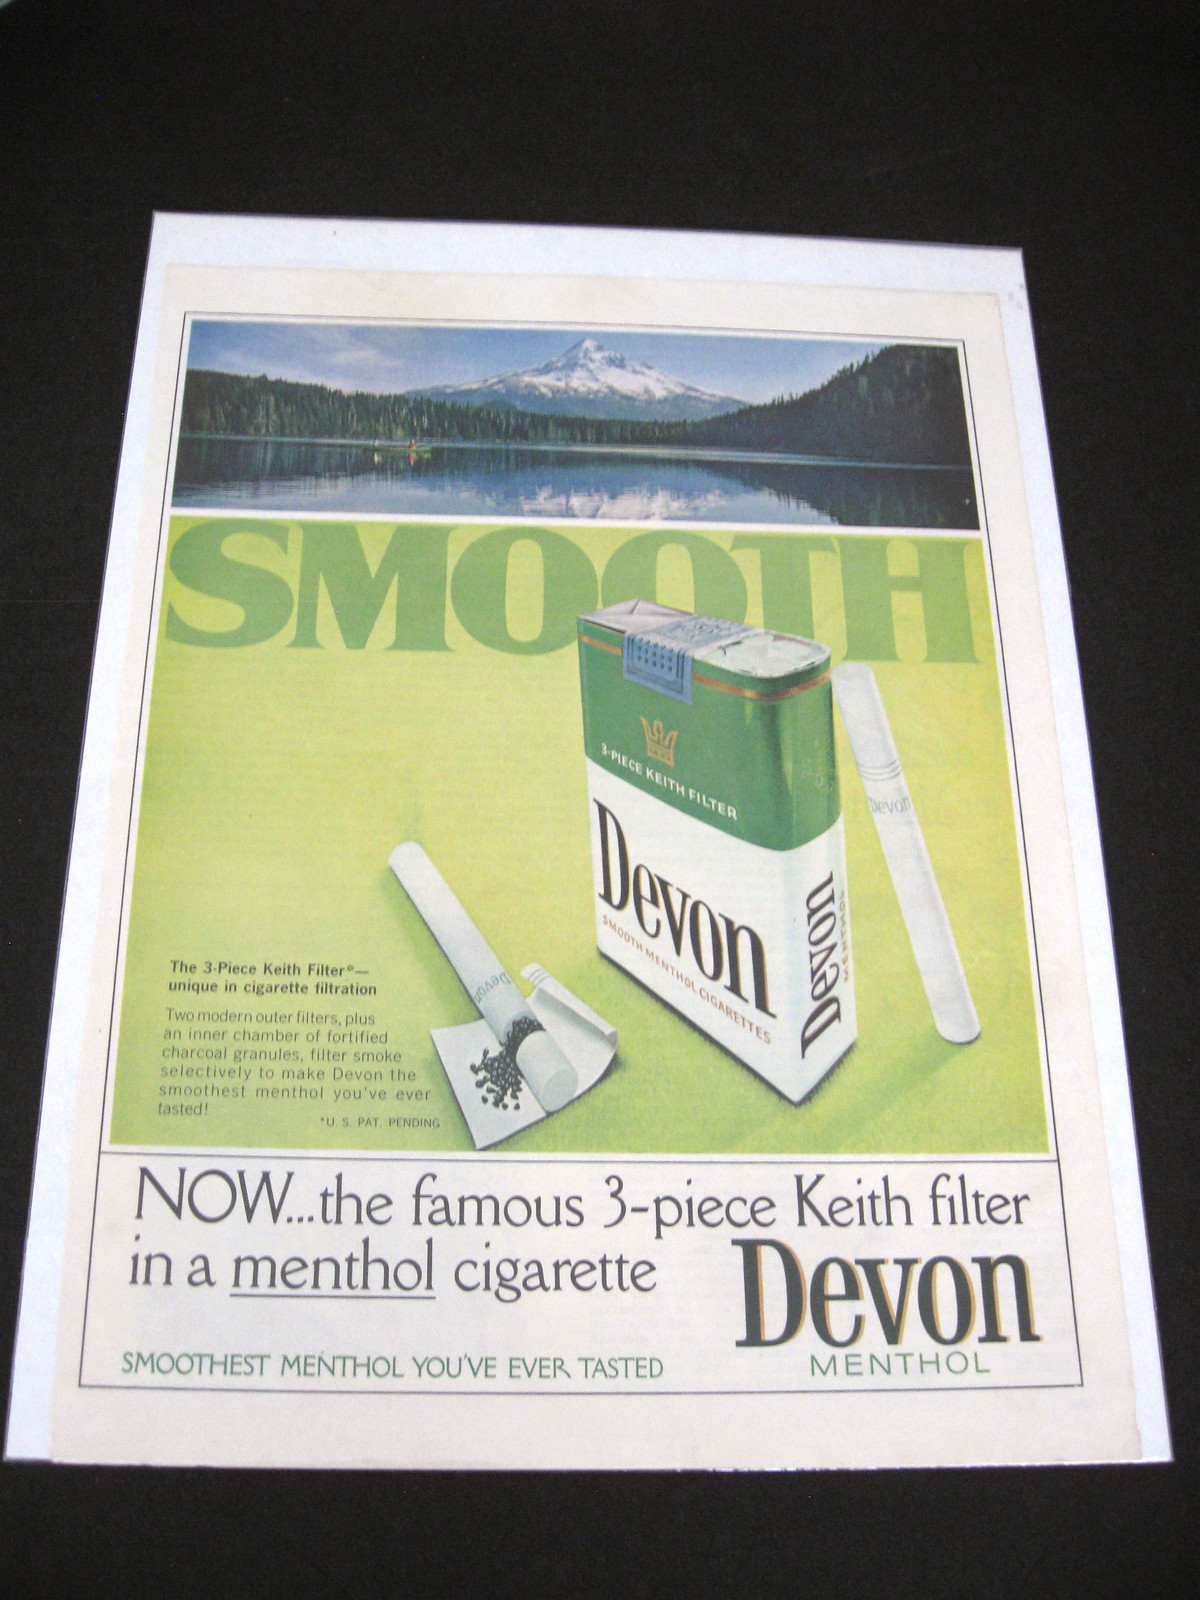 SMOOTH
3-PIECE KEITH FILTER
Devon
SMOOTH MENTHOL CIGARETTES
Devon
MENTHOL
Devon
Devon
The 3-Piece Keith Filter*—
unique in cigarette filtration
Two modern outer filters, plus
an inner chamber of fortified
charcoal granules, filter smoke
selectively to make Devon the
smoothest menthol you've ever
tasted!
*U. S. PAT. PENDING
NOW...the famous 3-piece Keith filter
in a menthol cigarette
Devon
MENTHOL
SMOOTHEST MENTHOL YOU'VE EVER TASTED